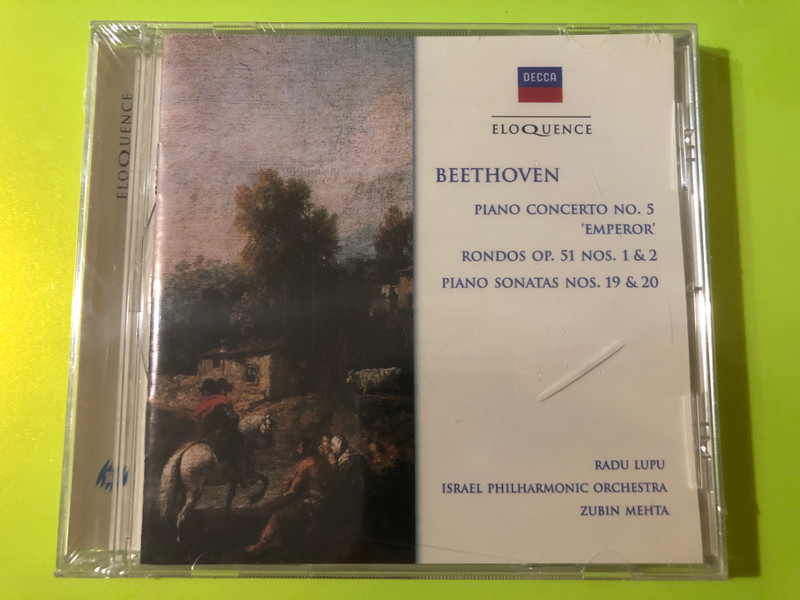 ELOQUENCE
DECCA
ELOQUENCE
BEETHOVEN
PIANO CONCERTO NO. 5
‘EMPEROR’
RONDOS OP. 51 NOS. 1 & 2
PIANO SONATAS NOS. 19 & 20
RADU LUPU
ISRAEL PHILHARMONIC ORCHESTRA
ZUBIN MEHTA